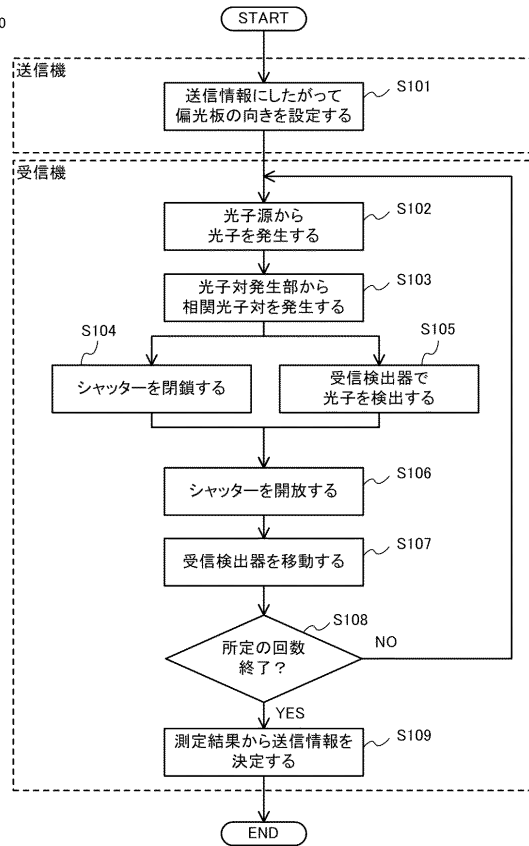 0
START
送信機
送信情報にしたがって
偏光板の向きを設定する
S101
受信機
光子源から
光子を発生する
S102
光子対発生部から
相関光子対を発生する
S103
S104
シャッターを閉鎖する
S105
受信検出器で
光子を検出する
シャッターを開放する
S106
受信検出器を移動する
S107
所定の回数
終了？
S108
NO
YES
測定結果から送信情報を
決定する
S109
END